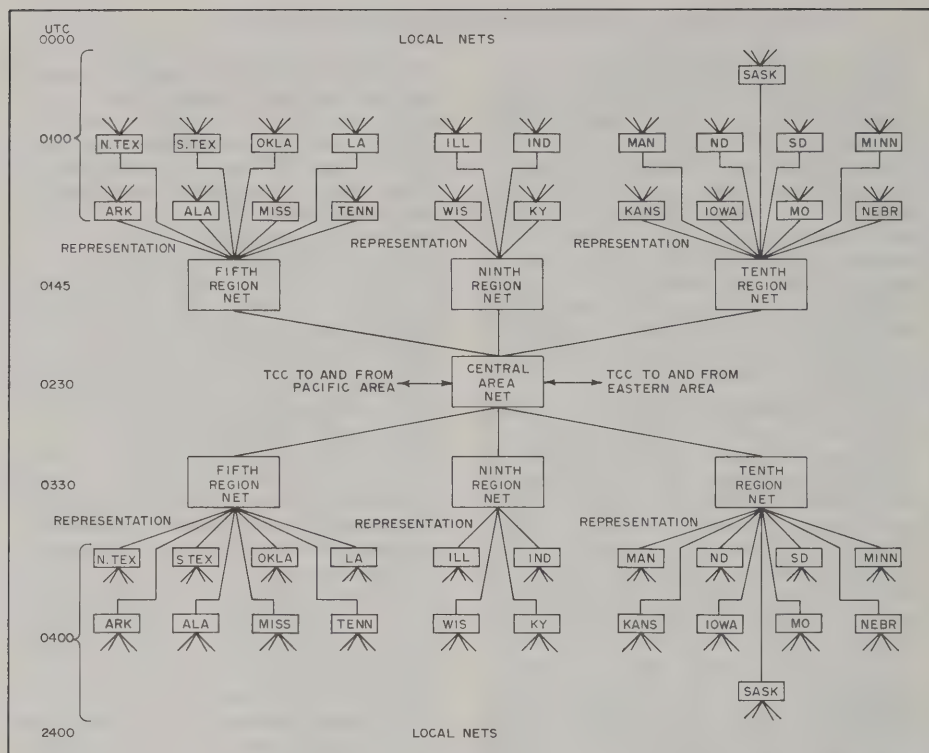 UTC
0000
LOCAL NETS
SASK
0100
N.TEX
S.TEX
OKLA
LA
ILL
IND
MAN
ND
SD
MINN
ARK
ALA
MISS
TENN
WIS
KY
KANS
IOWA
MO
NEBR
REPRESENTATION
REPRESENTATION
REPRESENTATION
0145
FIFTH
REGION
NET
NINTH
REGION
NET
TENTH
REGION
NET
0230
TCC TO AND FROM
PACIFIC AREA
CENTRAL
AREA
NET
TCC TO AND FROM
EASTERN AREA
0330
FIFTH
REGION
NET
NINTH
REGION
NET
TENTH
REGION
NET
REPRESENTATION
REPRESENTATION
REPRESENTATION
N.TEX
S.TEX
OKLA
LA
ILL
IND
MAN
ND
SD
MINN
0400
ARK
ALA
MISS
TENN
WIS
KY
KANS
IOWA
MO
NEBR
SASK
2400
LOCAL NETS